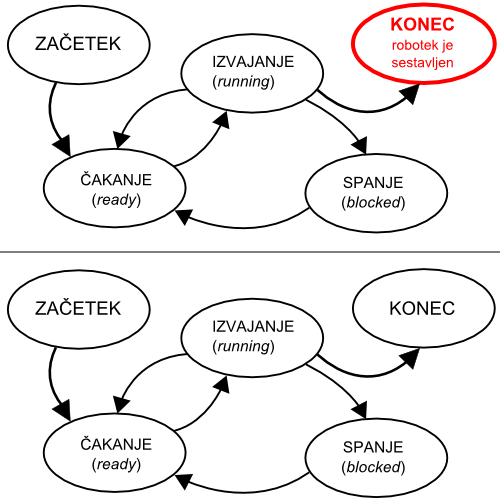 ZAČETEK
IZVAJANJE
(running)
KONEC
robotek je
sestavljen
ČAKANJE
(ready)
SPANJE
(blocked)
ZAČETEK
IZVAJANJE
(running)
KONEC
ČAKANJE
(ready)
SPANJE
(blocked)